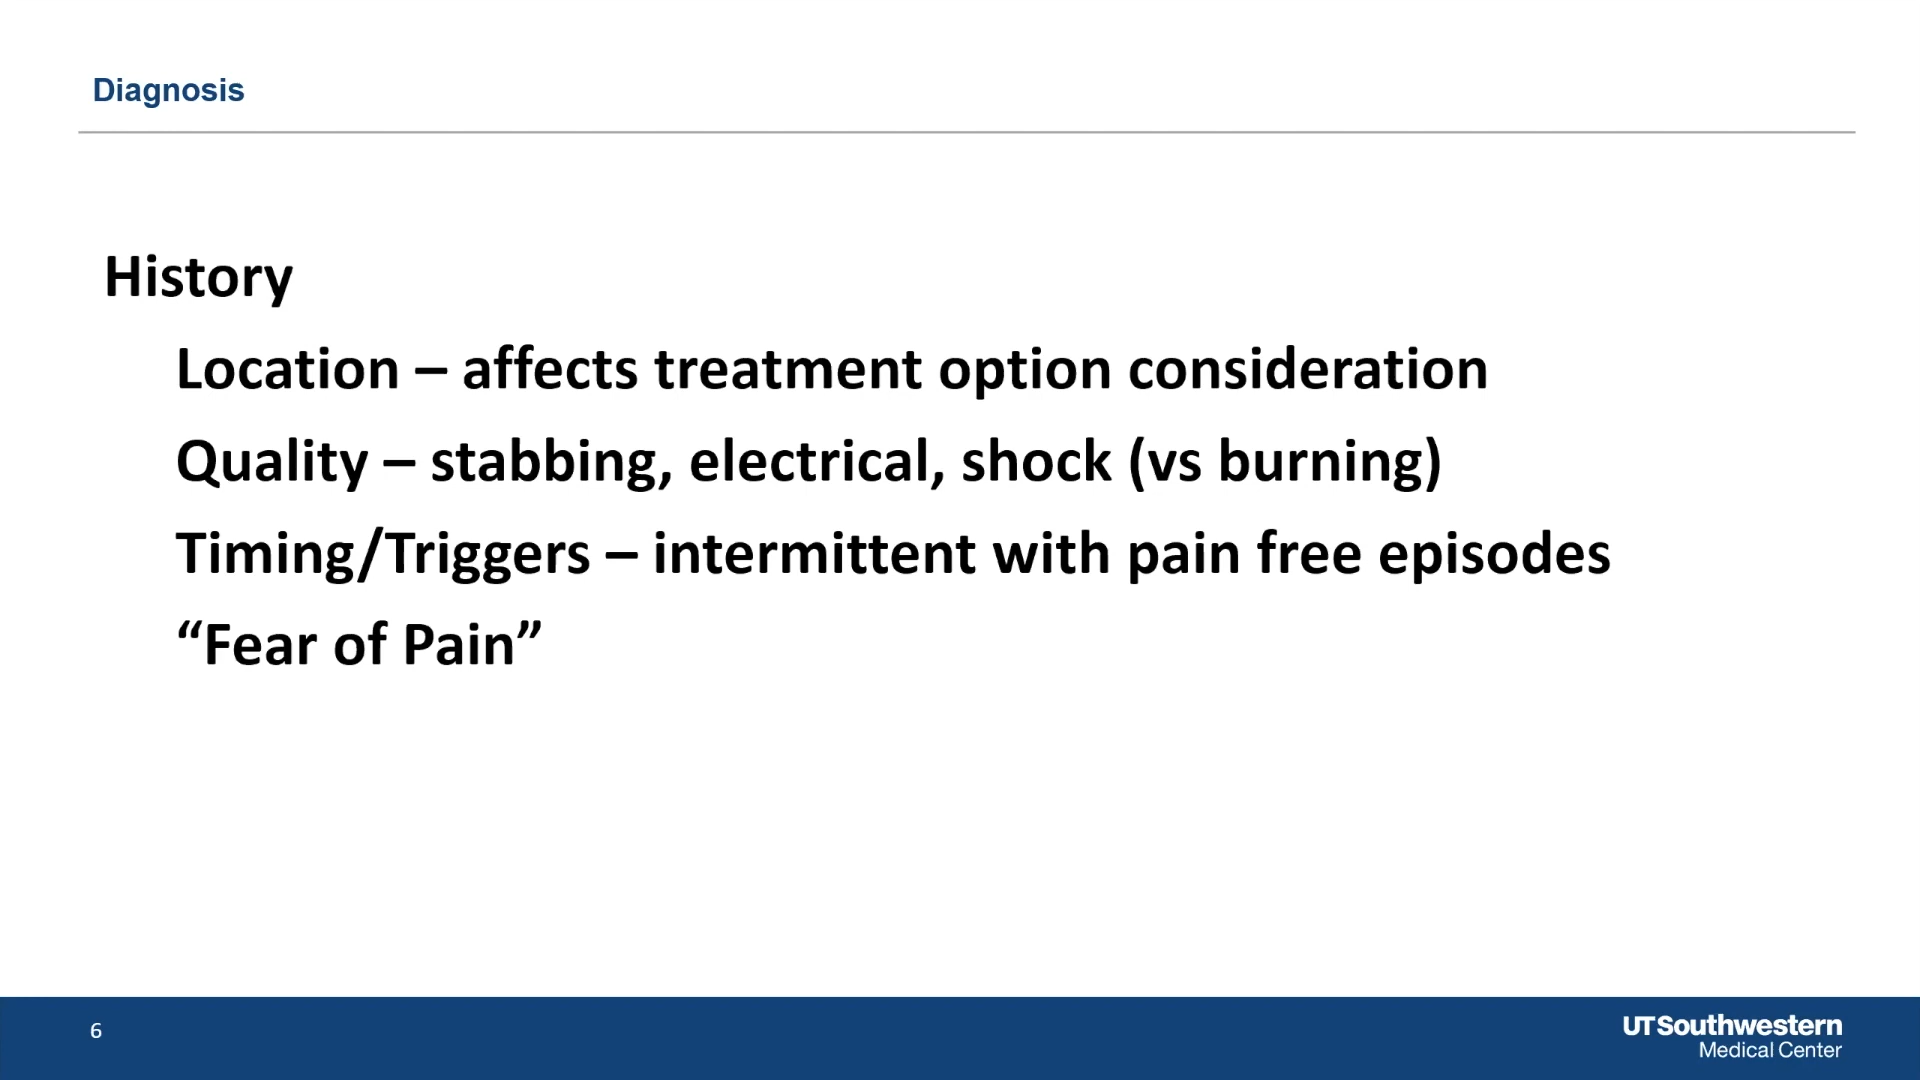 Diagnosis
History
Location – affects treatment option consideration
Quality – stabbing, electrical, shock (vs burning)
Timing/Triggers – intermittent with pain free episodes
“Fear of Pain”
6
UTSouthwestern
Medical Center